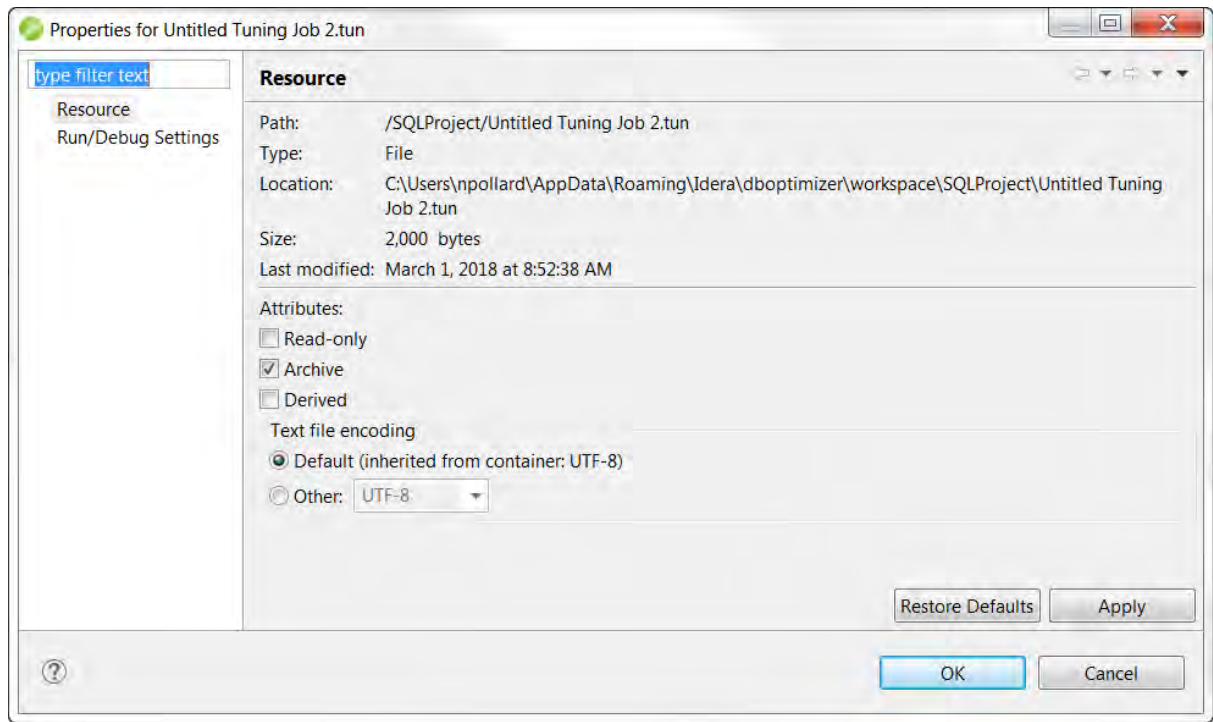 Properties for Untitled Tuning Job 2.tun
type filter text
Resource
Run/Debug Settings
Resource
Path: /SQLProject/Untitled Tuning Job 2.tun
Type: File
Location: C:\Users\npollard\AppData\Roaming\Idera\dboptimizer\workspace\SQLProject\Untitled Tuning
Job 2.tun
Size: 2,000 bytes
Last modified: March 1, 2018 at 8:52:38 AM
Attributes:
Read-only
Archive
Derived
Text file encoding
Default (inherited from container: UTF-8)
Other: UTF-8
Restore Defaults Apply
? OK Cancel